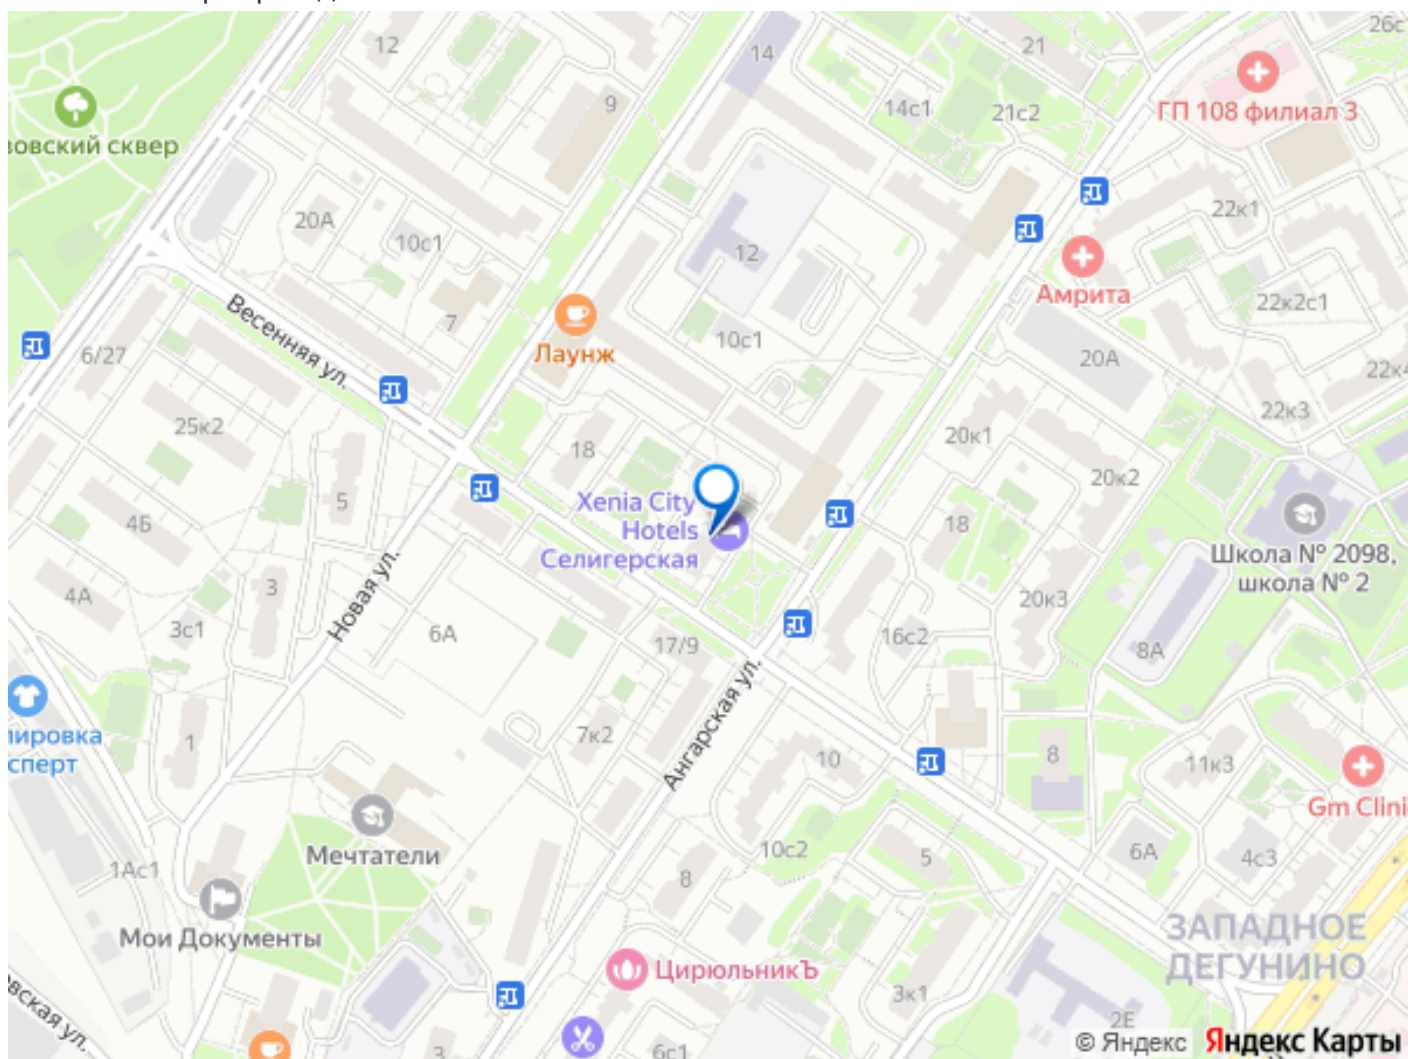 12
14
9
14с1
21
21с2
26с
ГП 108 филиал 3
зовский сквер
20А
10с1
12
22к1
Амрита
22к2с1
Весенняя ул.
7
Лаунж
10с1
20А
6/27
22к4
22к3
25к2
18
20к1
20к2
5
4Б
Xenia City
Hotels
Селигерская
18
Школа № 2098,
школа № 2
4А
3
3с1
Новая ул.
6А
17/9
16с2
20к3
8А
1
7к2
Ангарская ул.
10
8
11к3
Gm Clini
пировка
сперт
Мечтатели
1Ас1
10с2
5
6А
4с3
8
Мои Документы
ЗАПАДНОЕ
ДЕГУНИНО
ЦирюльникЪ
3к1
2Е
вская ул.
3
6с1
© Яндекс Яндекс Карты